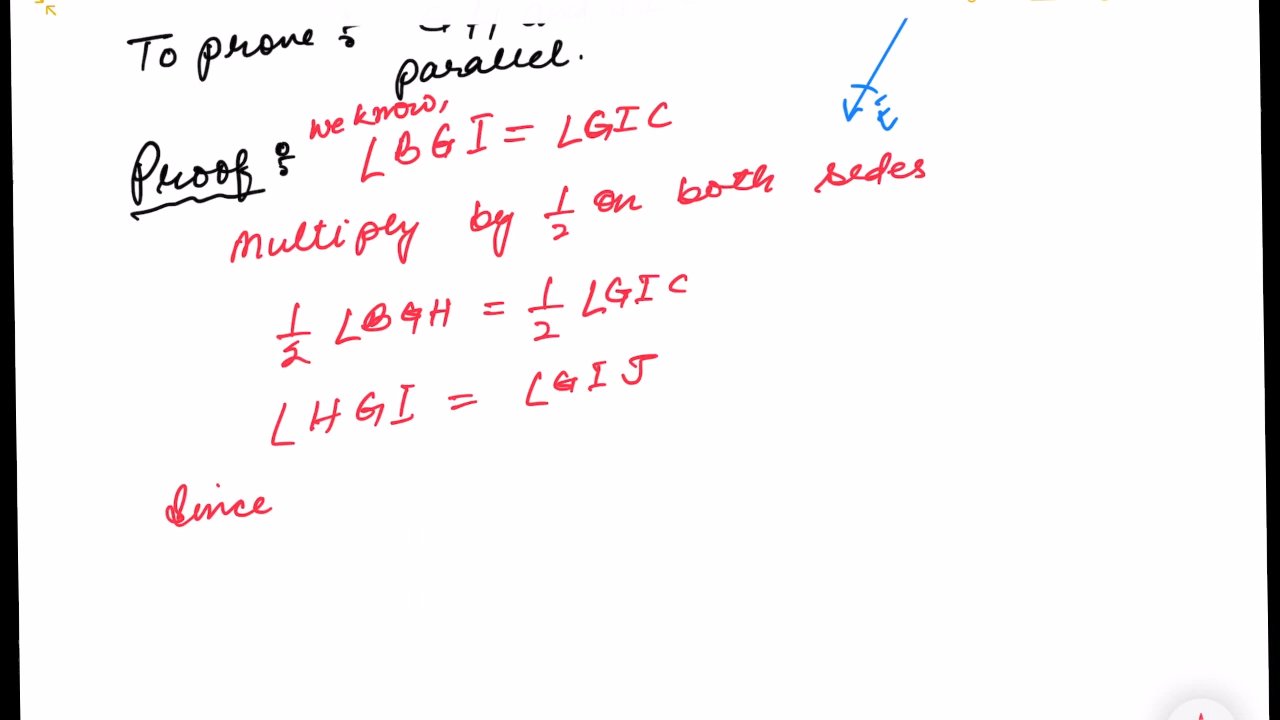 To prove :
parallel.
we know,
Proof : ∠BGI = ∠GIC
Multiply by 1/2 on both sides
1/2 ∠BGH = 1/2 ∠GIC
∠HGI = ∠GIJ
Since
E